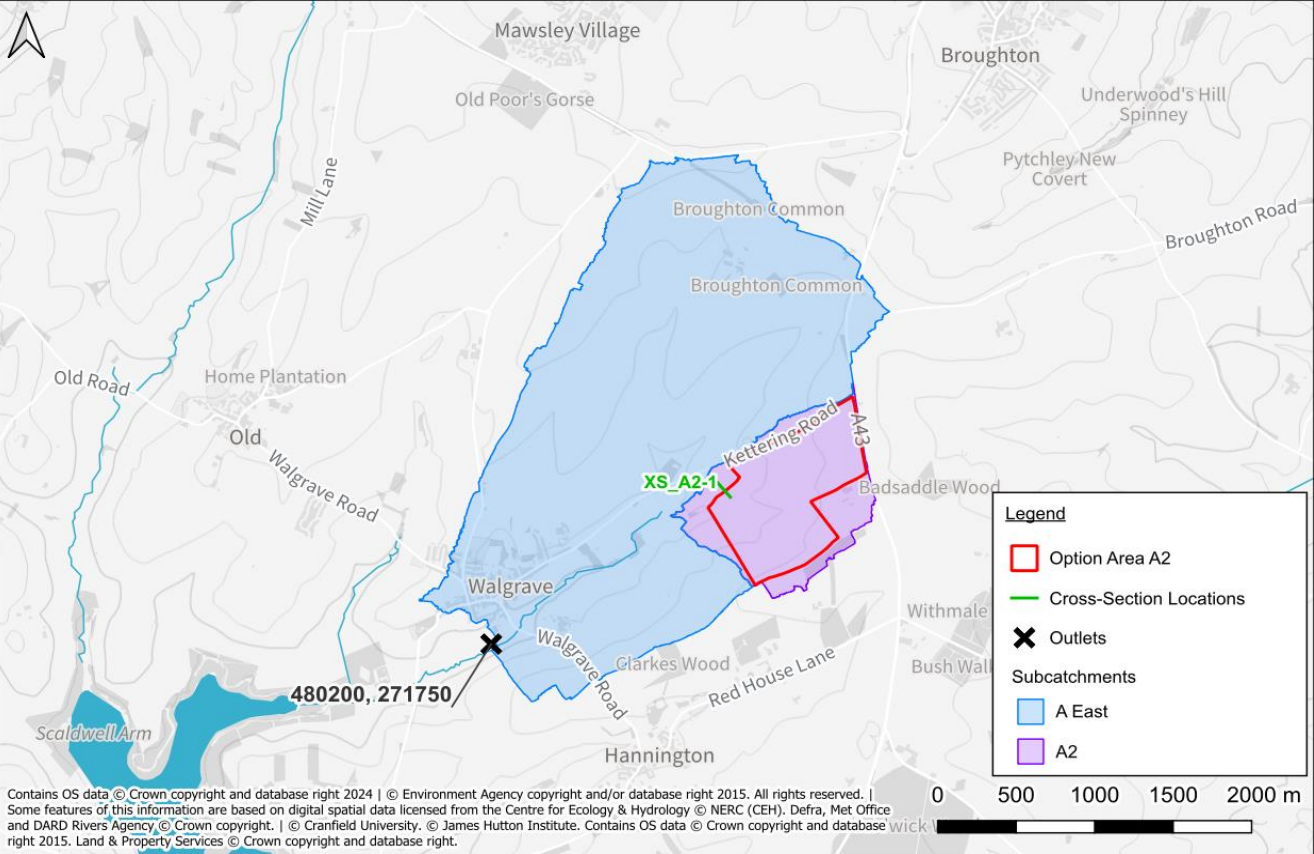 Mawsley Village
Broughton
Old Poor's Gorse
Underwood's Hill
Spinney
Pytchley New
Covert
Mill Lane
Broughton Common
Broughton Road
Broughton Common
Old Road
Home Plantation
Old
Kettering Road
A43
Walgrave Road
XS_A2-1
Badsaddle Wood
Walgrave
Withmale
Walgrave Road
Clarkes Wood
Bush Wall
Red House Lane
480200, 271750
Scaldwell Arm
Hannington
Legend
Option Area A2
Cross-Section Locations
Outlets
Subcatchments
A East
A2
0 500 1000 1500 2000 m
wick
Contains OS data © Crown copyright and database right 2024 | © Environment Agency copyright and/or database right 2015. All rights reserved. |
Some features of this information are based on digital spatial data licensed from the Centre for Ecology & Hydrology © NERC (CEH). Defra, Met Office
and DARD Rivers Agency © Crown copyright. | © Cranfield University. © James Hutton Institute. Contains OS data © Crown copyright and database
right 2015. Land & Property Services © Crown copyright and database right.